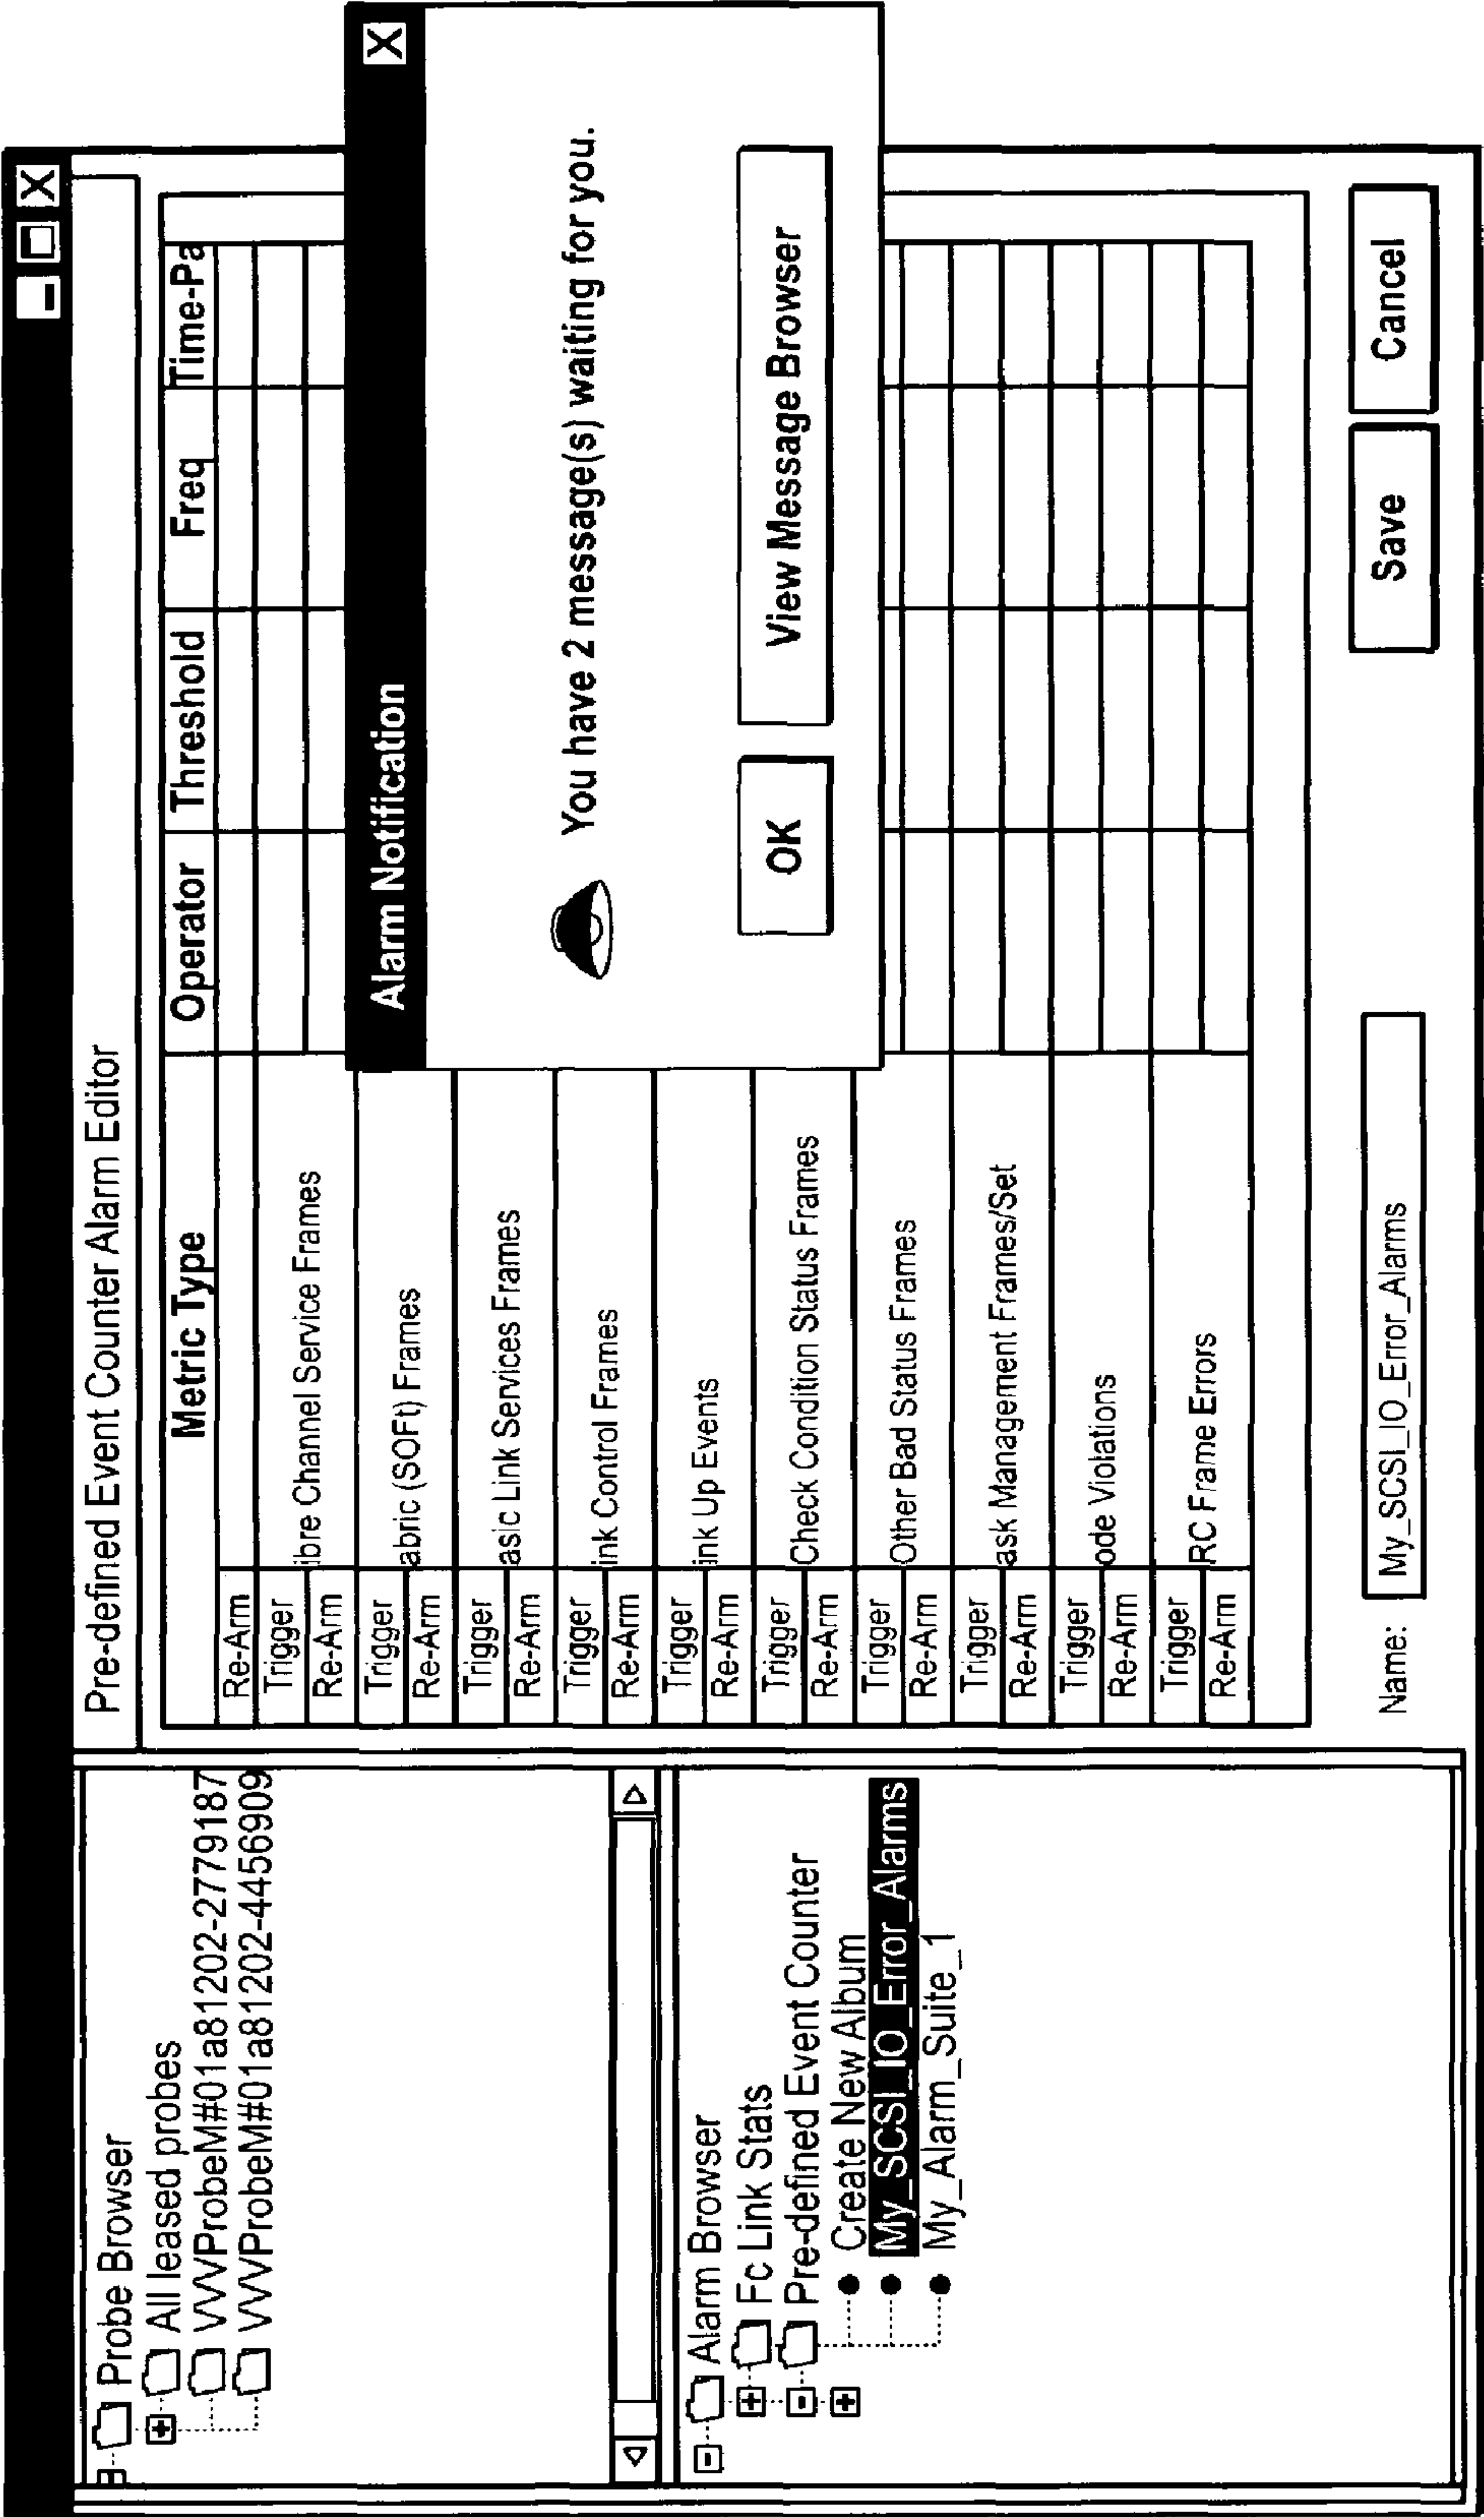 Probe Browser
All leased probes
VVVProbeM#01a81202-2779187
VVVProbeM#01a81202-4456909
Alarm Browser
Fc Link Stats
Pre-defined Event Counter
Create New Album
My_SCSI_IO_Error_Alarms
My_Alarm_Suite_1
Pre-defined Event Counter Alarm Editor
Metric Type Operator Threshold Freq Time-Pa
Re-Arm
Trigger ibre Channel Service Frames
Re-Arm
Trigger abric (SOFt) Frames
Re-Arm
Trigger asic Link Services Frames
Re-Arm
Trigger ink Control Frames
Re-Arm
Trigger ink Up Events
Re-Arm
Trigger Check Condition Status Frames
Re-Arm
Trigger Other Bad Status Frames
Re-Arm
Trigger ask Management Frames/Set
Re-Arm
Trigger ode Violations
Re-Arm
Trigger RC Frame Errors
Re-Arm
Alarm Notification X
You have 2 message(s) waiting for you.
OK View Message Browser
Name: My_SCSI_IO_Error_Alarms
Save Cancel